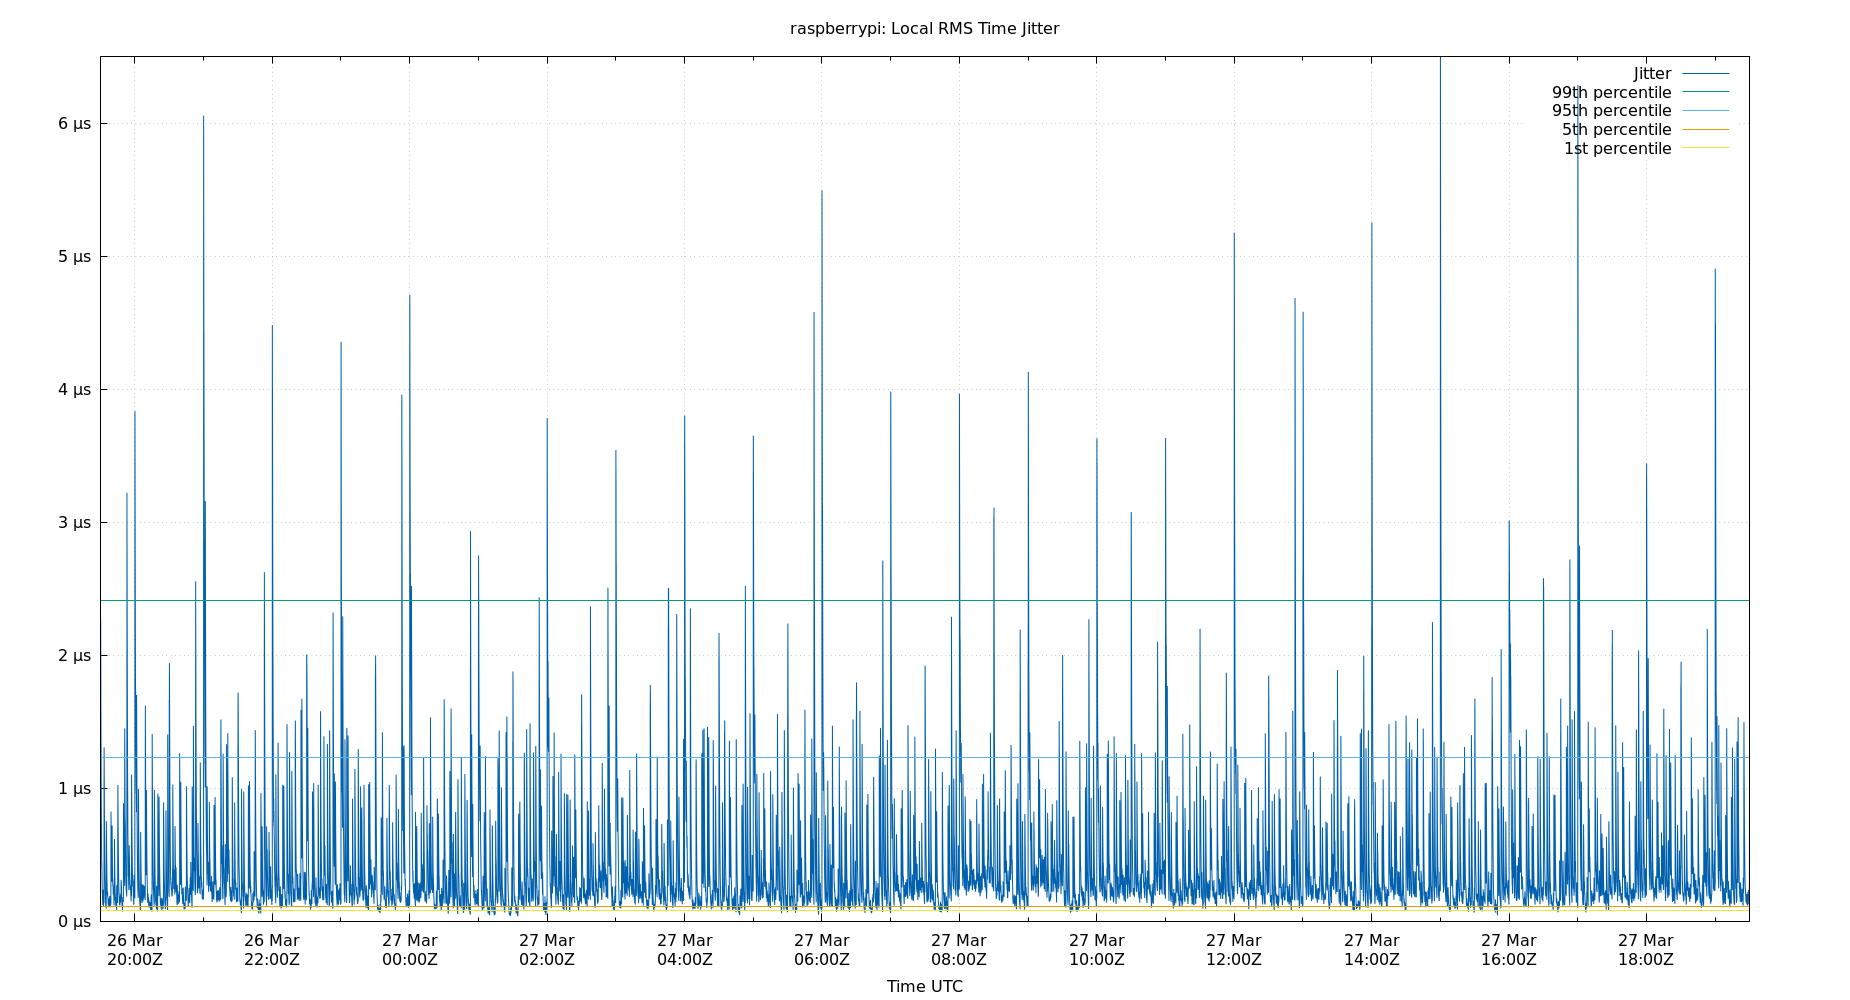 raspberrypi: Local RMS Time Jitter
Jitter
99th percentile
95th percentile
5th percentile
1st percentile
6 µs
5 µs
4 µs
3 µs
2 µs
1 µs
0 µs
26 Mar 26 Mar 27 Mar 27 Mar 27 Mar 27 Mar 27 Mar 27 Mar 27 Mar 27 Mar 27 Mar 27 Mar
20:00Z 22:00Z 00:00Z 02:00Z 04:00Z 06:00Z 08:00Z 10:00Z 12:00Z 14:00Z 16:00Z 18:00Z
Time UTC